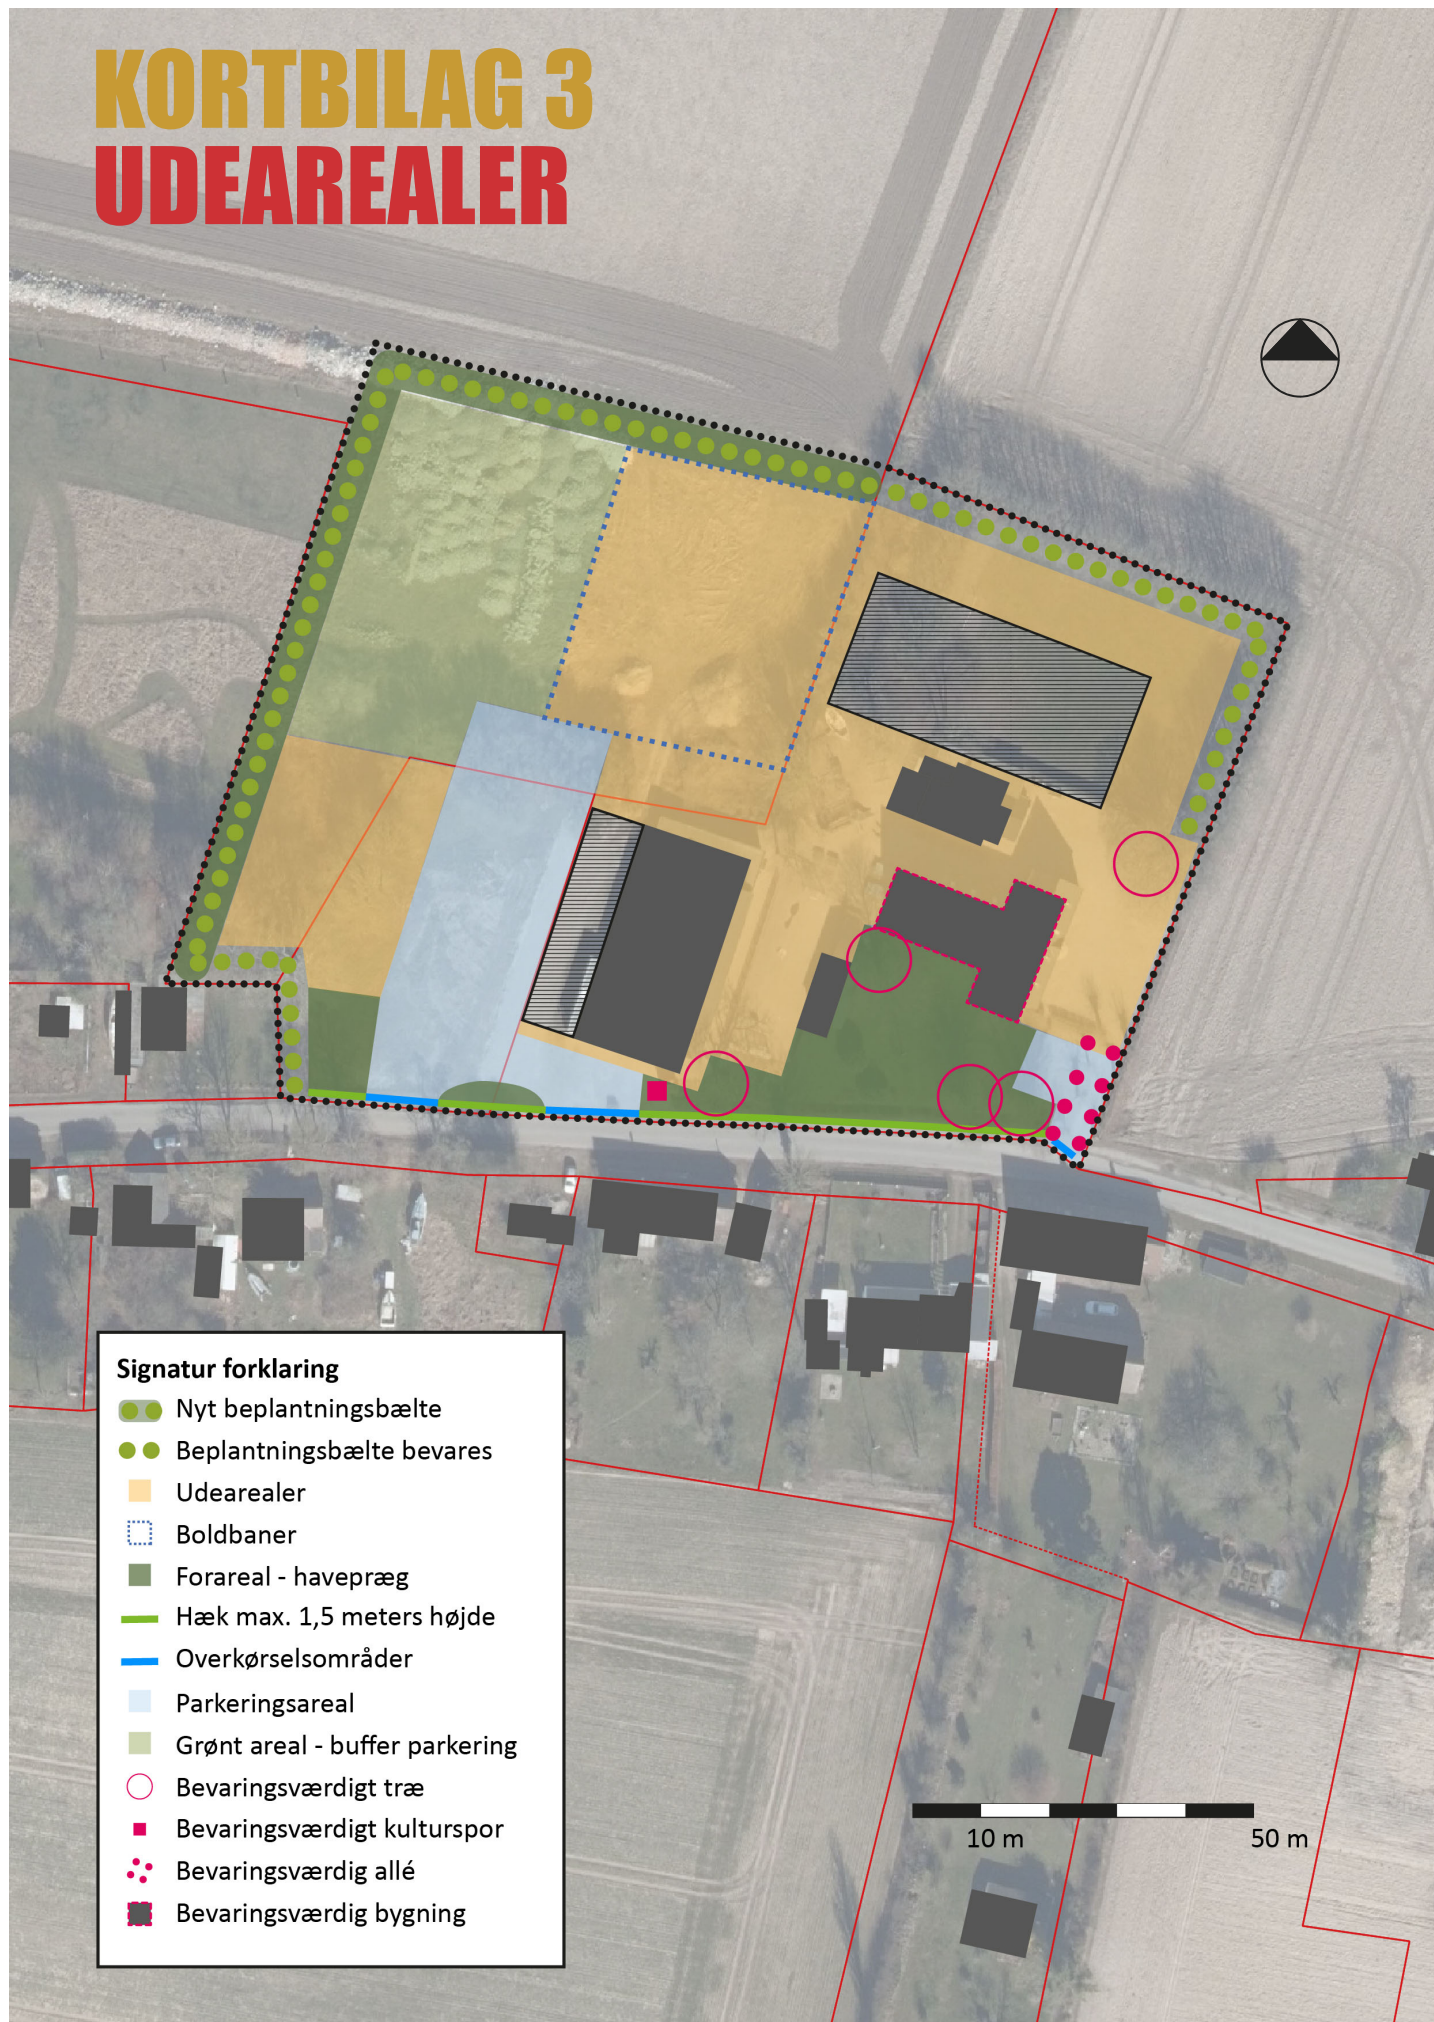 KORTBILAG 3
UDEAREALER
Signatur forklaring
Nyt beplantningsbælte
Beplantningsbælte bevares
Udearealer
Boldbaner
Forareal - havepræg
Hæk max. 1,5 meters højde
Overkørselsområder
Parkeringsareal
Grønt areal - buffer parkering
Bevaringsværdigt træ
Bevaringsværdigt kulturspor
Bevaringsværdig allé
Bevaringsværdig bygning
10 m 50 m